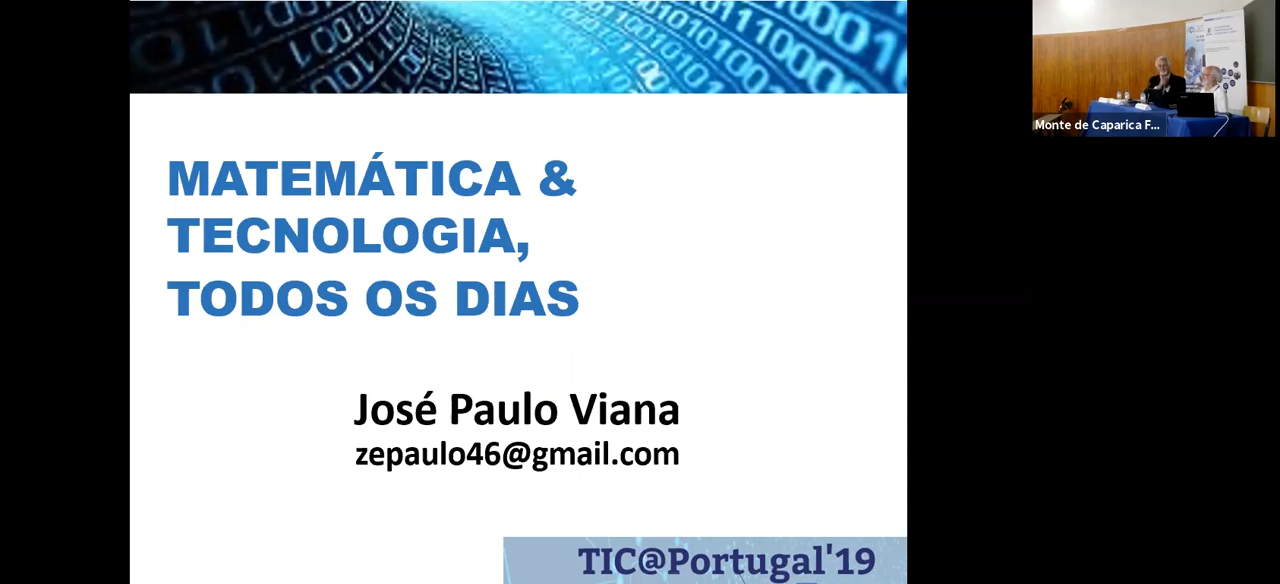 MATEMÁTICA &
TECNOLOGIA,
TODOS OS DIAS
José Paulo Viana
zepaulo46@gmail.com
TIC@Portugal'19
Monte de Caparica F...